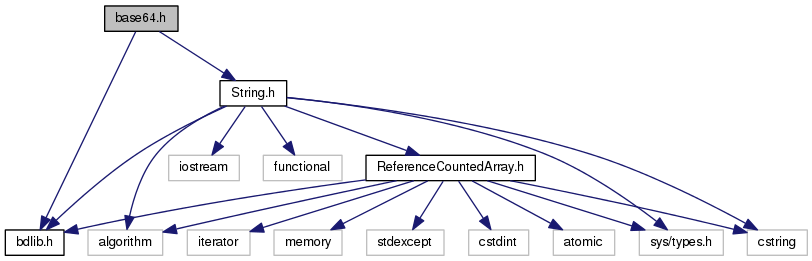 base64.h
String.h
iostream
functional
ReferenceCountedArray.h
bdlib.h
algorithm
iterator
memory
stdexcept
cstdint
atomic
sys/types.h
cstring